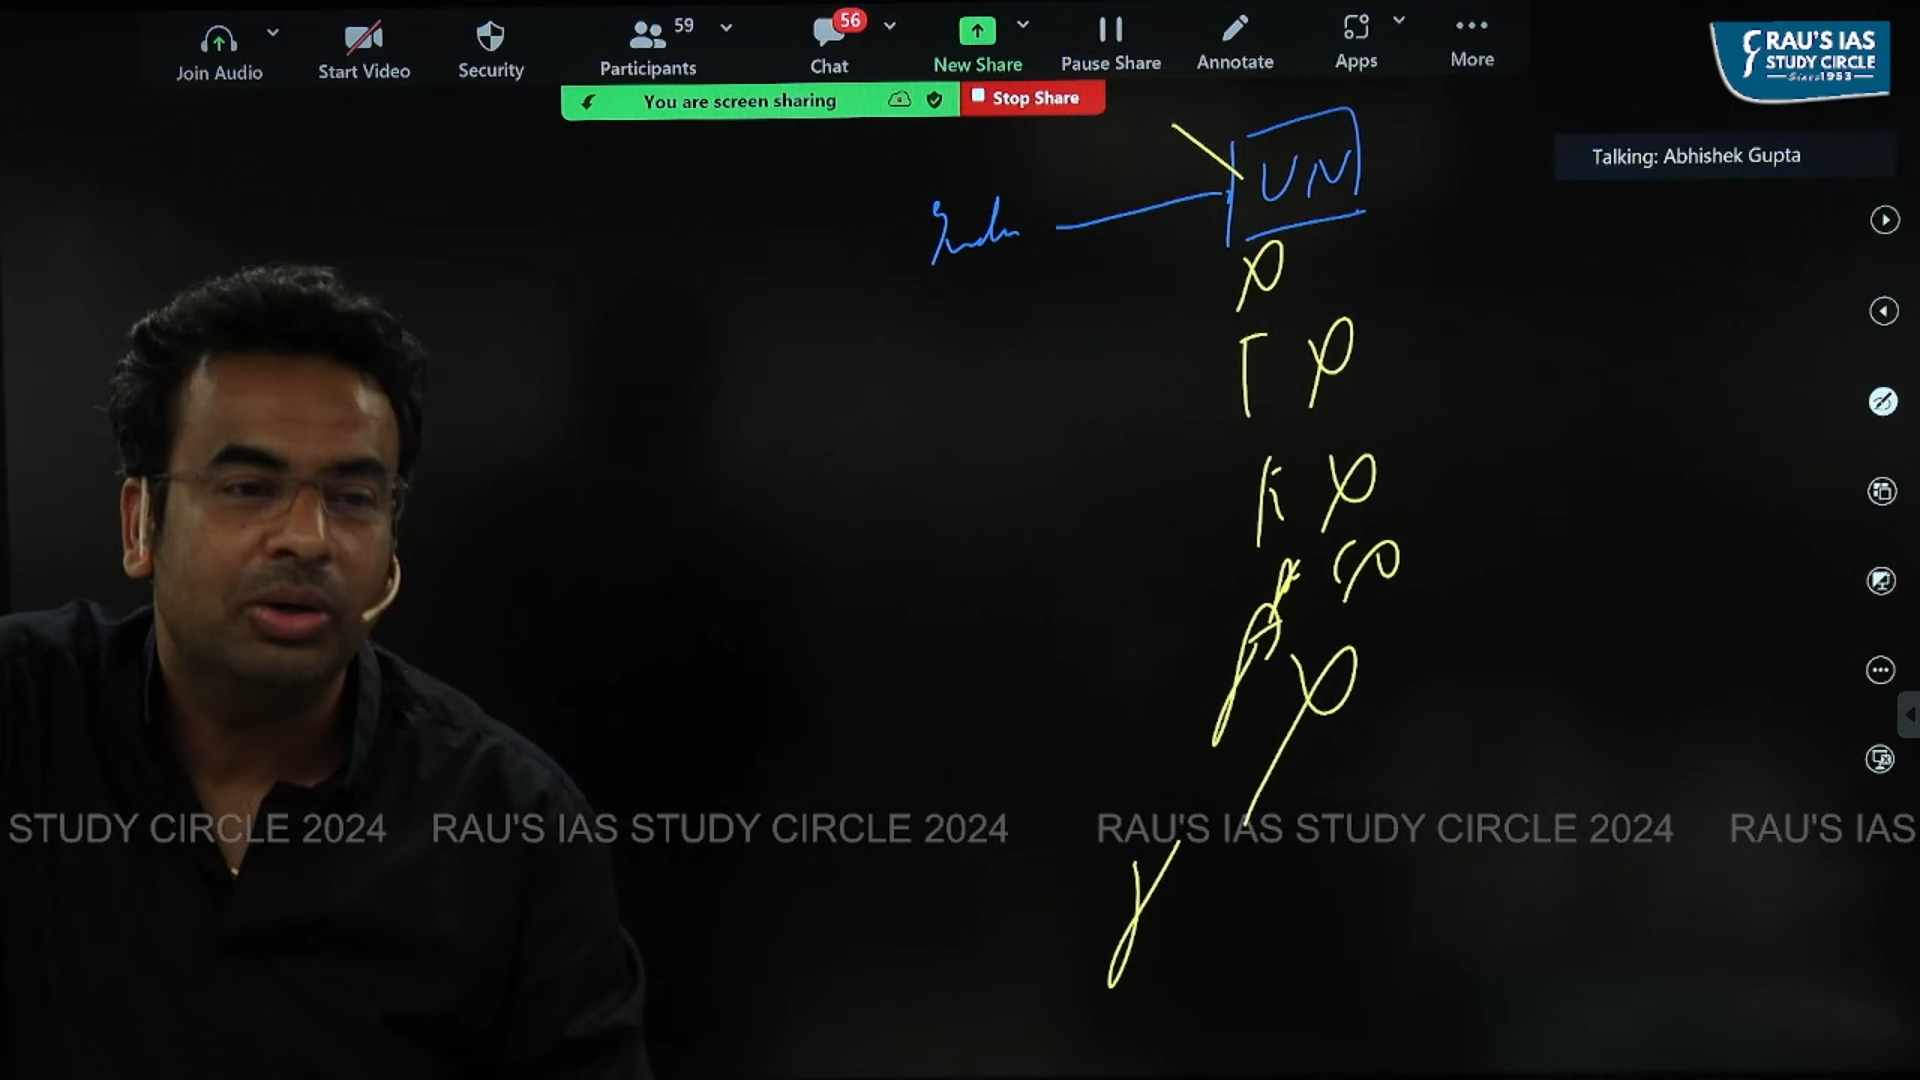 Join Audio
Start Video
Security
Participants 59
Chat 56
New Share
Pause Share
Annotate
Apps
More
You are screen sharing
Stop Share
RAU'S IAS
STUDY CIRCLE
Since 1953
Talking: Abhishek Gupta
UN
STUDY CIRCLE 2024 RAU'S IAS STUDY CIRCLE 2024 RAU'S IAS STUDY CIRCLE 2024 RAU'S IAS